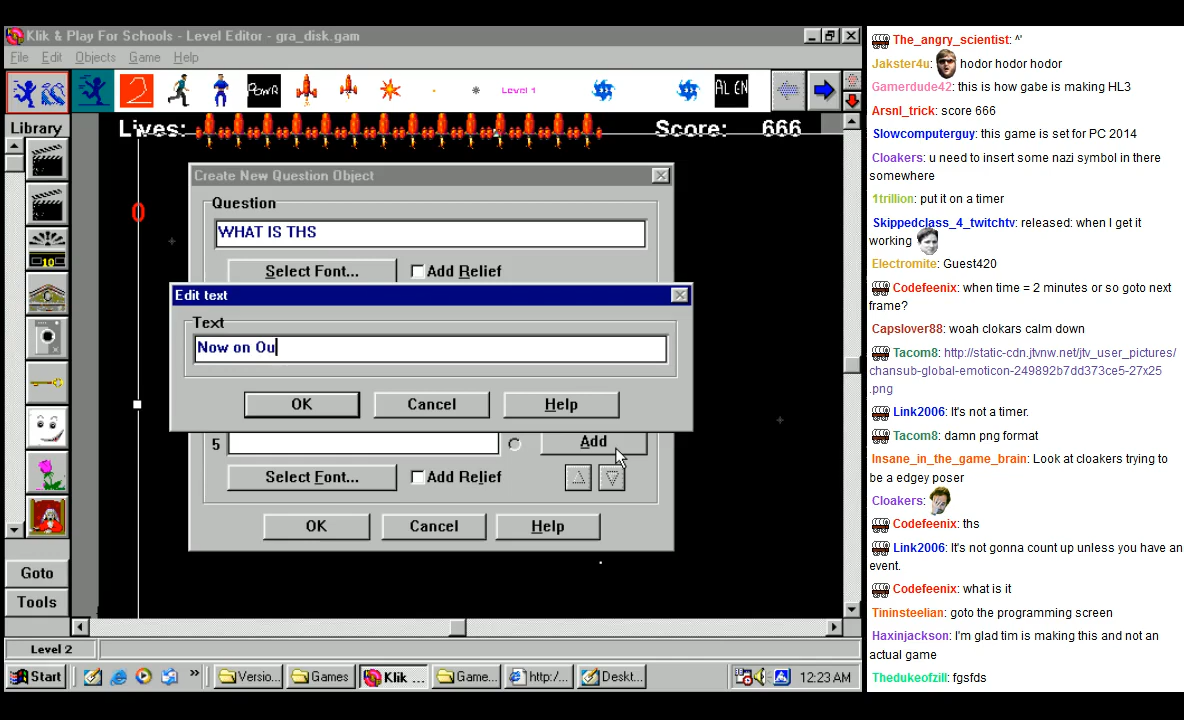 Klik & Play For Schools - Level Editor - gra_disk.gam
File Edit Objects Game Help
POWR
Level 1
AL EN
Library
Lives:
Score: 666
0
10
Create New Question Object
Question
WHAT IS THS
Select Font...
Add Relief
Edit text
Text
Now on Ou
OK
Cancel
Help
5
Add
Select Font...
Add Relief
OK
Cancel
Help
Goto
Tools
Level 2
Start
»
Versio...
Games
Klik ...
Game...
http:/...
Deskt...
12:23 AM
The_angry_scientist: ^'
Jakster4u: hodor hodor hodor
Gamerdude42: this is how gabe is making HL3
Arsnl_trick: score 666
Slowcomputerguy: this game is set for PC 2014
Cloakers: u need to insert some nazi symbol in there
somewhere
1trillion: put it on a timer
Skippedclass_4_twitchtv: released: when I get it
working
Electromite: Guest420
Codefeenix: when time = 2 minutes or so goto next
frame?
Capslover88: woah clokars calm down
Tacom8: http://static-cdn.jtvnw.net/jtv_user_pictures/
chansub-global-emoticon-249892b7dd373ce5-27x25
.png
Link2006: It's not a timer.
Tacom8: damn png format
Insane_in_the_game_brain: Look at cloakers trying to
be a edgey poser
Cloakers:
Codefeenix: ths
Link2006: It's not gonna count up unless you have an
event.
Codefeenix: what is it
Tininsteelian: goto the programming screen
Haxinjackson: I'm glad tim is making this and not an
actual game
Thedukeofzill: fgsfds